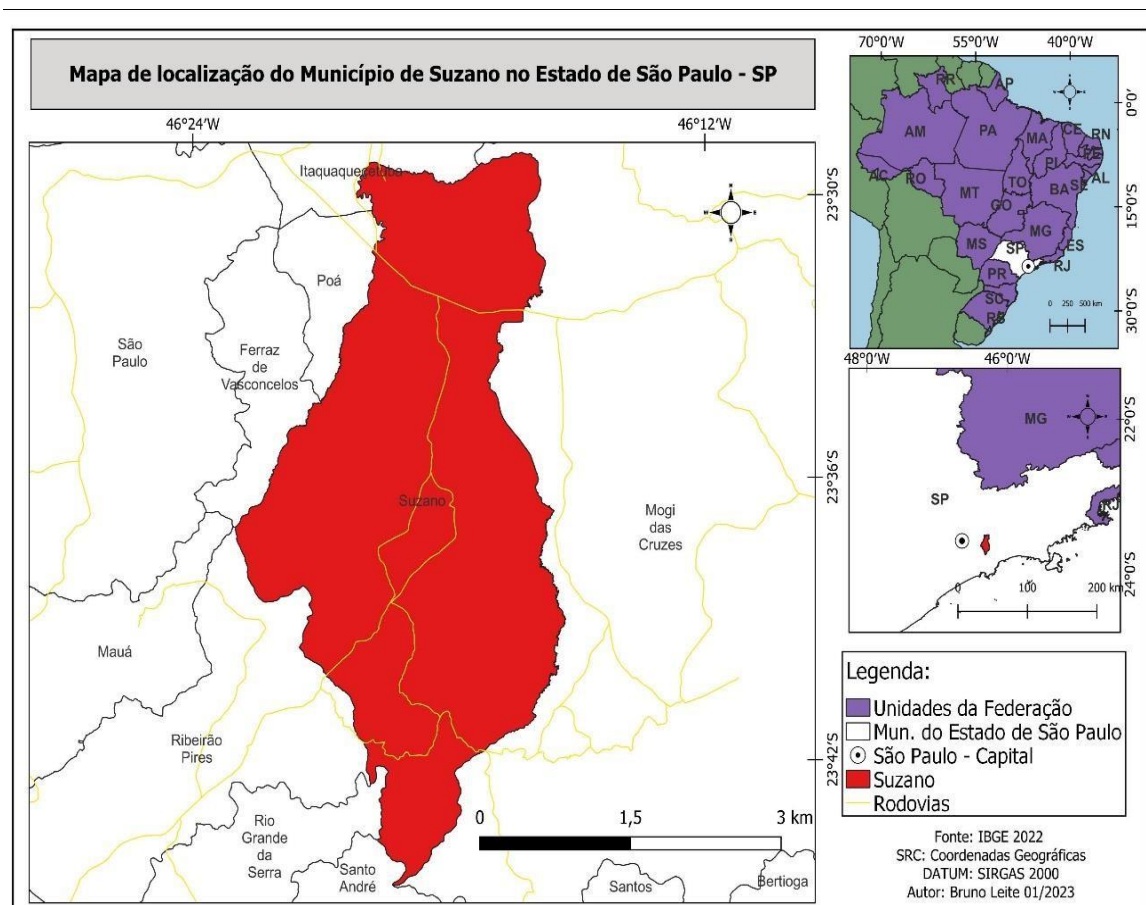 Mapa de localização do Município de Suzano no Estado de São Paulo - SP
46°24'W
46°12'W
23°30'S
23°36'S
23°42'S
Itaquaquecetuba
Poá
São
Paulo
Ferraz
de
Vasconcelos
Suzano
Mogi
das
Cruzes
Mauá
Ribeirão
Pires
Rio
Grande
da
Serra
Santo
André
Santos
Bertioga
0 1,5 3 km
70°0'W 55°0'W 40°0'W
0°0'
15°0'S
30°0'S
RR
AP
AM
PA
MA
CE
RN
PE
PI
AC
RO
TO
AL
SE
BA
MT
GO
MG
MS
SP
ES
RJ
PR
SC
RS
0 250 500 km
48°0'W 46°0'W
22°0'S
24°0'S
MG
SP
RJ
0 100 200 km
Legenda:
Unidades da Federação
Mun. do Estado de São Paulo
São Paulo - Capital
Suzano
Rodovias
Fonte: IBGE 2022
SRC: Coordenadas Geográficas
DATUM: SIRGAS 2000
Autor: Bruno Leite 01/2023